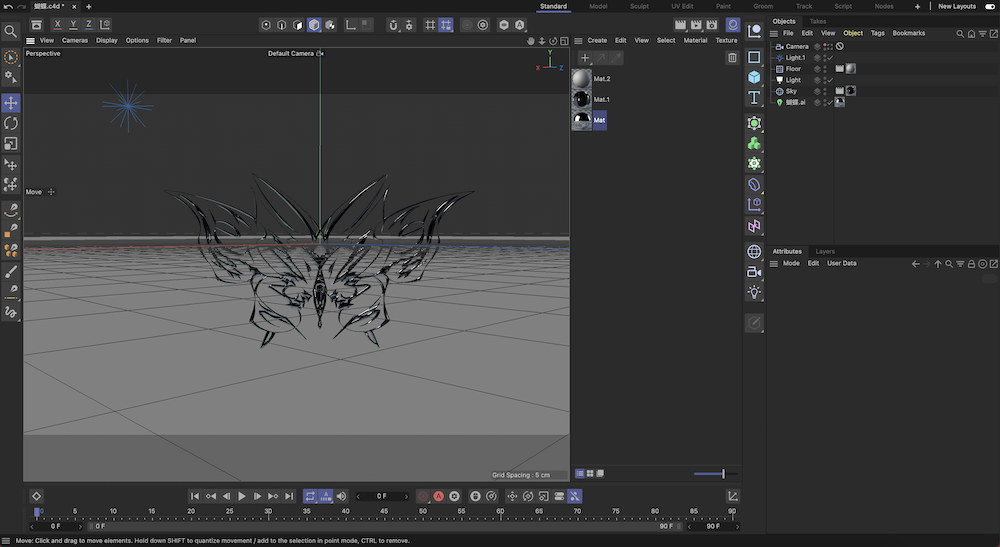 蝴蝶.c4d *
Standard
Model
Sculpt
UV Edit
Paint
Groom
Track
Script
Nodes
New Layouts
X Y Z
View Cameras Display Options Filter Panel
Create Edit View Select Material Texture
Objects Takes
File Edit View Object Tags Bookmarks
Perspective
Default Camera
Y
X
Z
Camera
Light.1
Floor
Light
Sky
蝴蝶.ai
Mat.2
Mat.1
Mat
Move
Attributes Layers
Mode Edit User Data
Grid Spacing : 5 cm
0 F
0 5 10 15 20 25 30 35 40 45 50 55 60 65 70 75 80 85 90
0 F 0 F 90 F 90 F
Move: Click and drag to move elements. Hold down SHIFT to quantize movement / add to the selection in point mode, CTRL to remove.